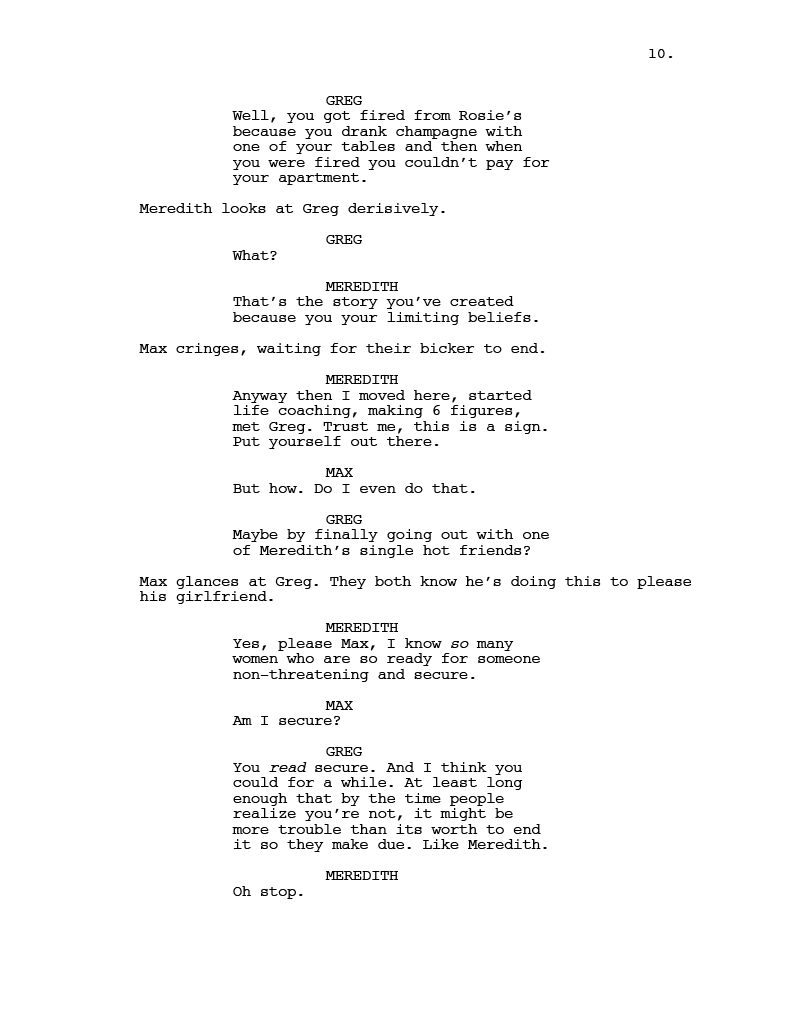 10.
GREG
Well, you got fired from Rosie's
because you drank champagne with
one of your tables and then when
you were fired you couldn't pay for
your apartment.
Meredith looks at Greg derisively.
GREG
What?
MEREDITH
That's the story you've created
because you your limiting beliefs.
Max cringes, waiting for their bicker to end.
MEREDITH
Anyway then I moved here, started
life coaching, making 6 figures,
met Greg. Trust me, this is a sign.
Put yourself out there.
MAX
But how. Do I even do that.
GREG
Maybe by finally going out with one
of Meredith's single hot friends?
Max glances at Greg. They both know he's doing this to please
his girlfriend.
MEREDITH
Yes, please Max, I know so many
women who are so ready for someone
non-threatening and secure.
MAX
Am I secure?
GREG
You read secure. And I think you
could for a while. At least long
enough that by the time people
realize you're not, it might be
more trouble than its worth to end
it so they make due. Like Meredith.
MEREDITH
Oh stop.